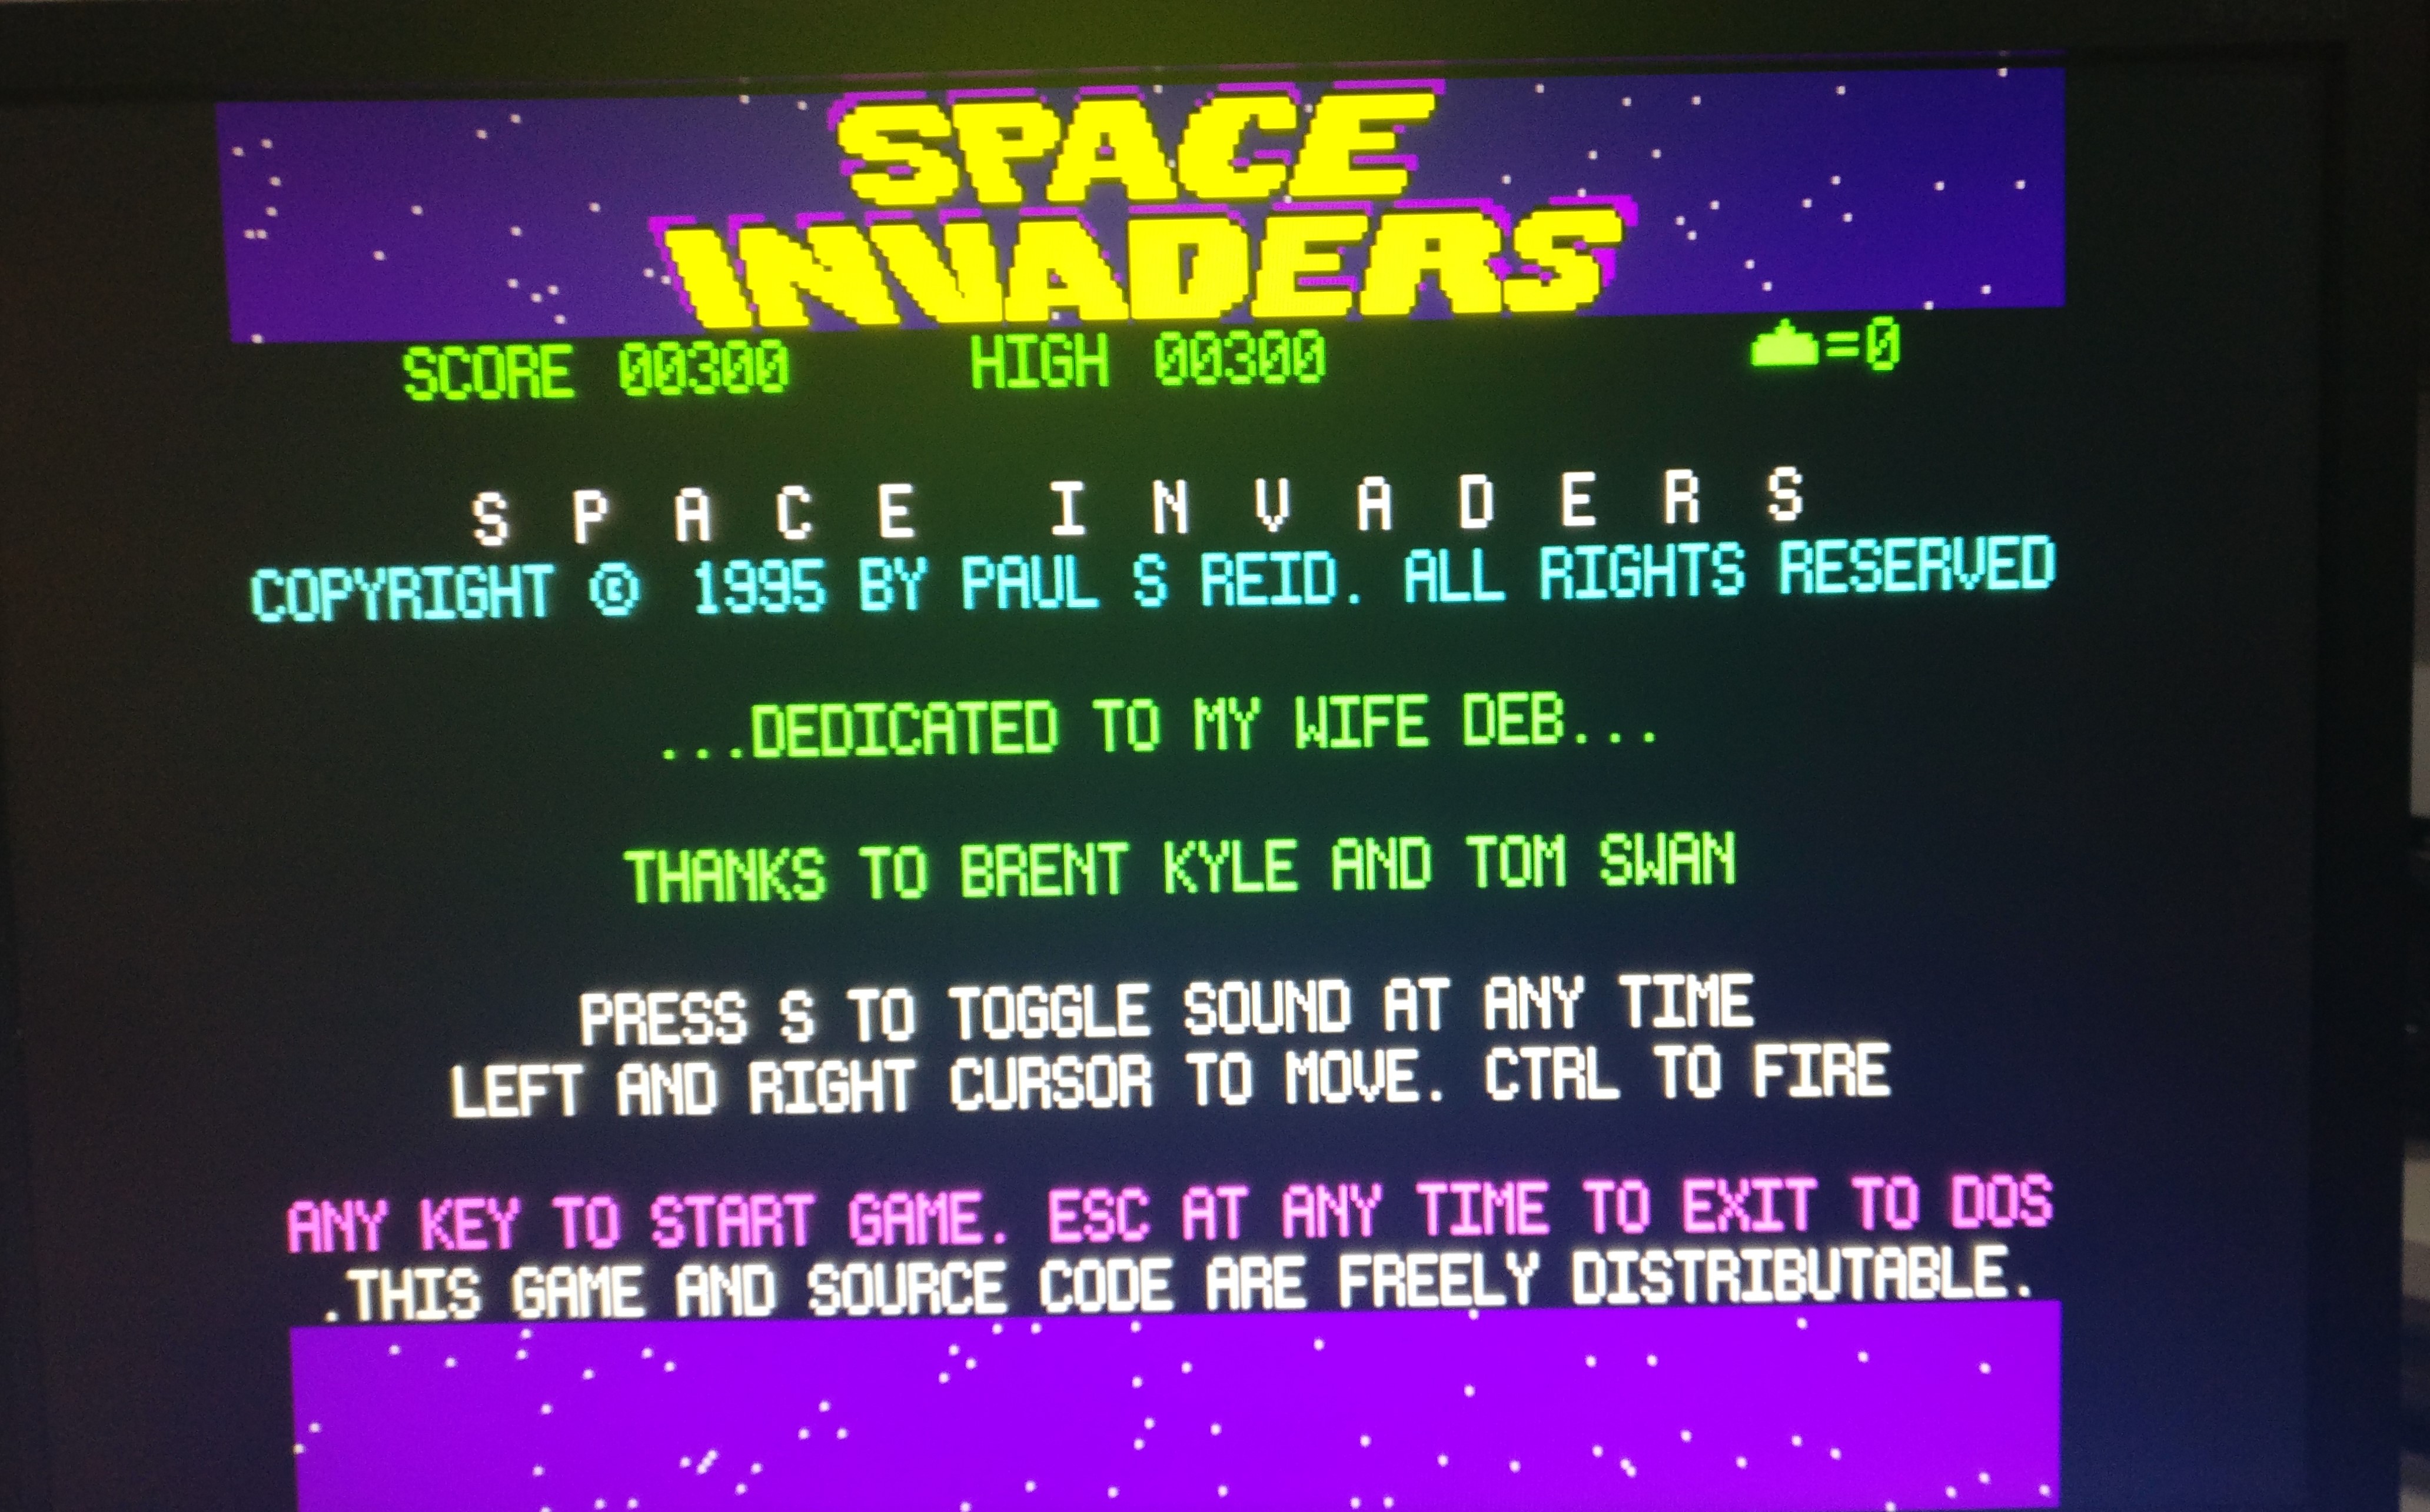 SPACE
INVADERS
SCORE 00300 HIGH 00300 =0
S P A C E I N V A D E R S
COPYRIGHT © 1995 BY PAUL S REID. ALL RIGHTS RESERVED
...DEDICATED TO MY WIFE DEB...
THANKS TO BRENT KYLE AND TOM SWAN
PRESS S TO TOGGLE SOUND AT ANY TIME
LEFT AND RIGHT CURSOR TO MOVE. CTRL TO FIRE
ANY KEY TO START GAME. ESC AT ANY TIME TO EXIT TO DOS
.THIS GAME AND SOURCE CODE ARE FREELY DISTRIBUTABLE.